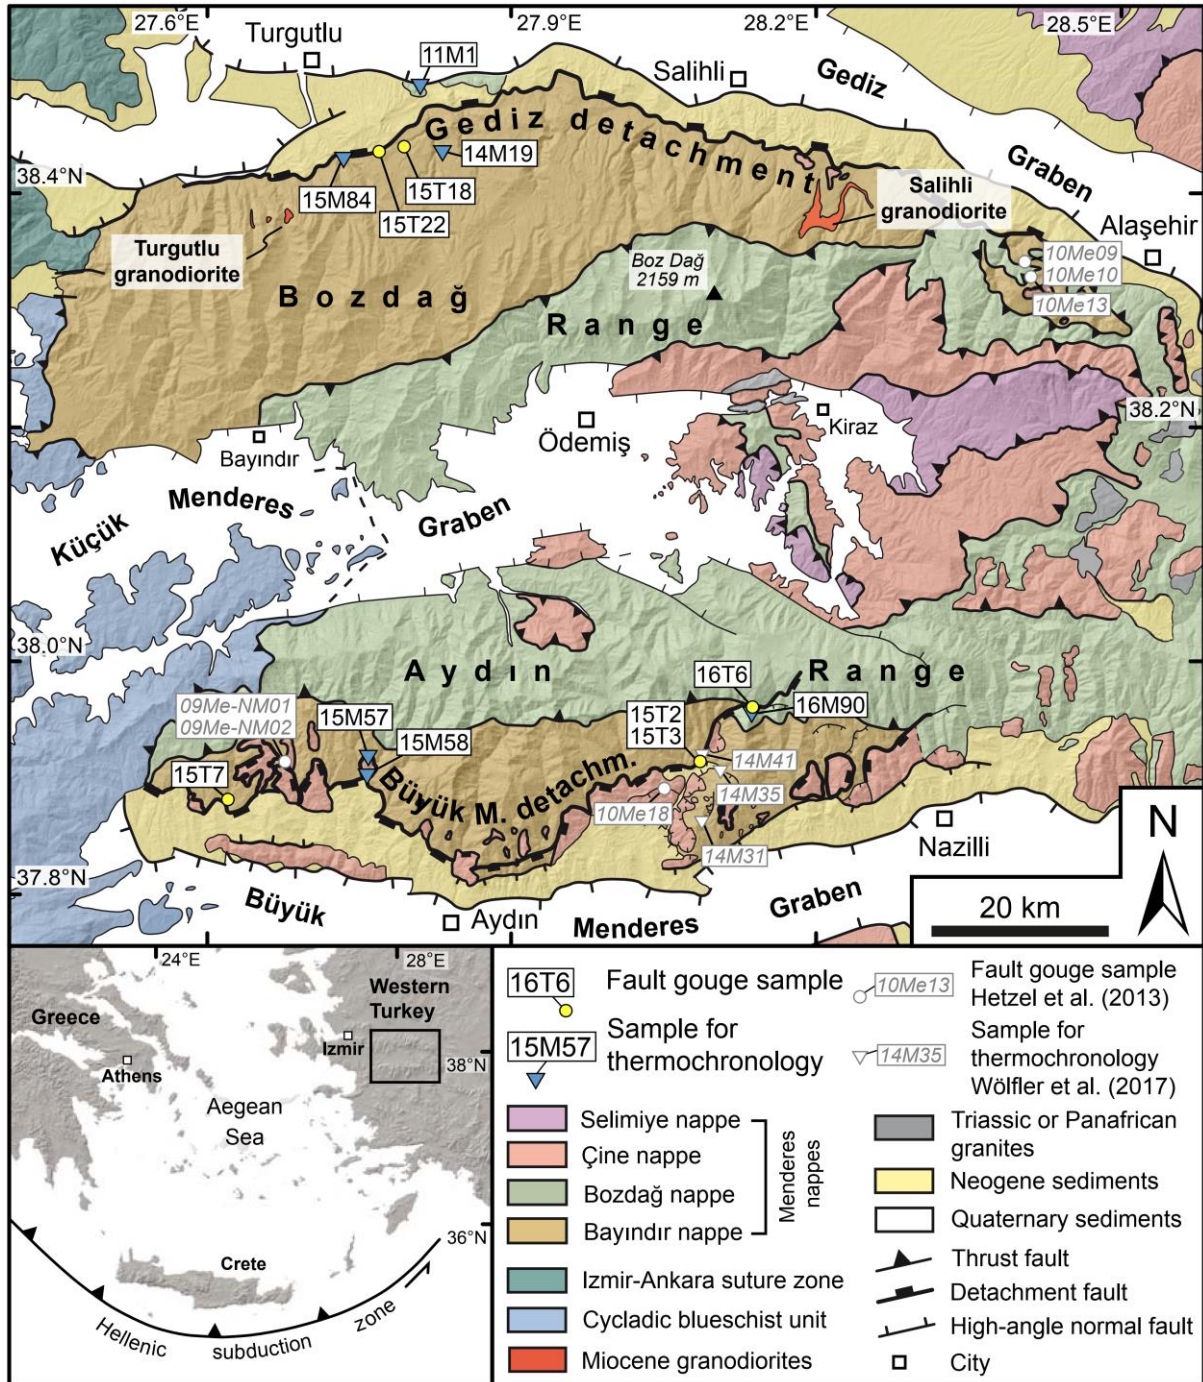 27.6°E
27.9°E
28.2°E
28.5°E
Turgutlu
11M1
Salihli
Gediz
Graben
Gediz detachment
38.4°N
14M19
15M84
15T18
15T22
Turgutlu
granodiorite
Salihli
granodiorite
Alaşehir
10Me09
10Me10
10Me13
Boz Dağ
2159 m
Bozdağ
Range
38.2°N
Bayındır
Ödemiş
Kiraz
Küçük
Menderes
Graben
38.0°N
Aydın
Range
16T6
16M90
09Me-NM01
09Me-NM02
15M57
15M58
15T2
15T3
14M41
15T7
Büyük M. detachm.
14M35
10Me18
14M31
Nazilli
N
37.8°N
Büyük
Aydın
Menderes
Graben
20 km
24°E
28°E
Western
Turkey
Greece
Izmir
38°N
Athens
Aegean
Sea
36°N
Crete
Hellenic
subduction
zone
16T6
Fault gouge sample
15M57
Sample for
thermochronology
10Me13
Fault gouge sample
Hetzel et al. (2013)
14M35
Sample for
thermochronology
Wölfler et al. (2017)
Selimiye nappe
Çine nappe
Bozdağ nappe
Bayındır nappe
Menderes
nappes
Izmir-Ankara suture zone
Cycladic blueschist unit
Miocene granodiorites
Triassic or Panafrican
granites
Neogene sediments
Quaternary sediments
Thrust fault
Detachment fault
High-angle normal fault
City